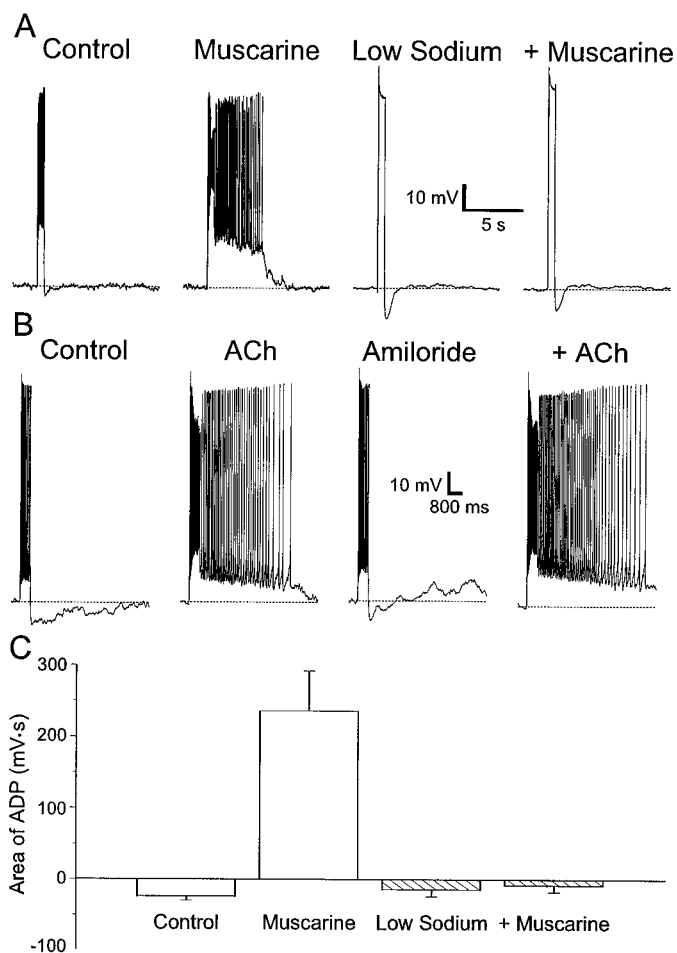 A
Control Muscarine Low Sodium + Muscarine
10 mV
5 s
B
Control ACh Amiloride + ACh
10 mV
800 ms
C
Area of ADP (mV·s)
300
200
100
0
-100
Control Muscarine Low Sodium + Muscarine